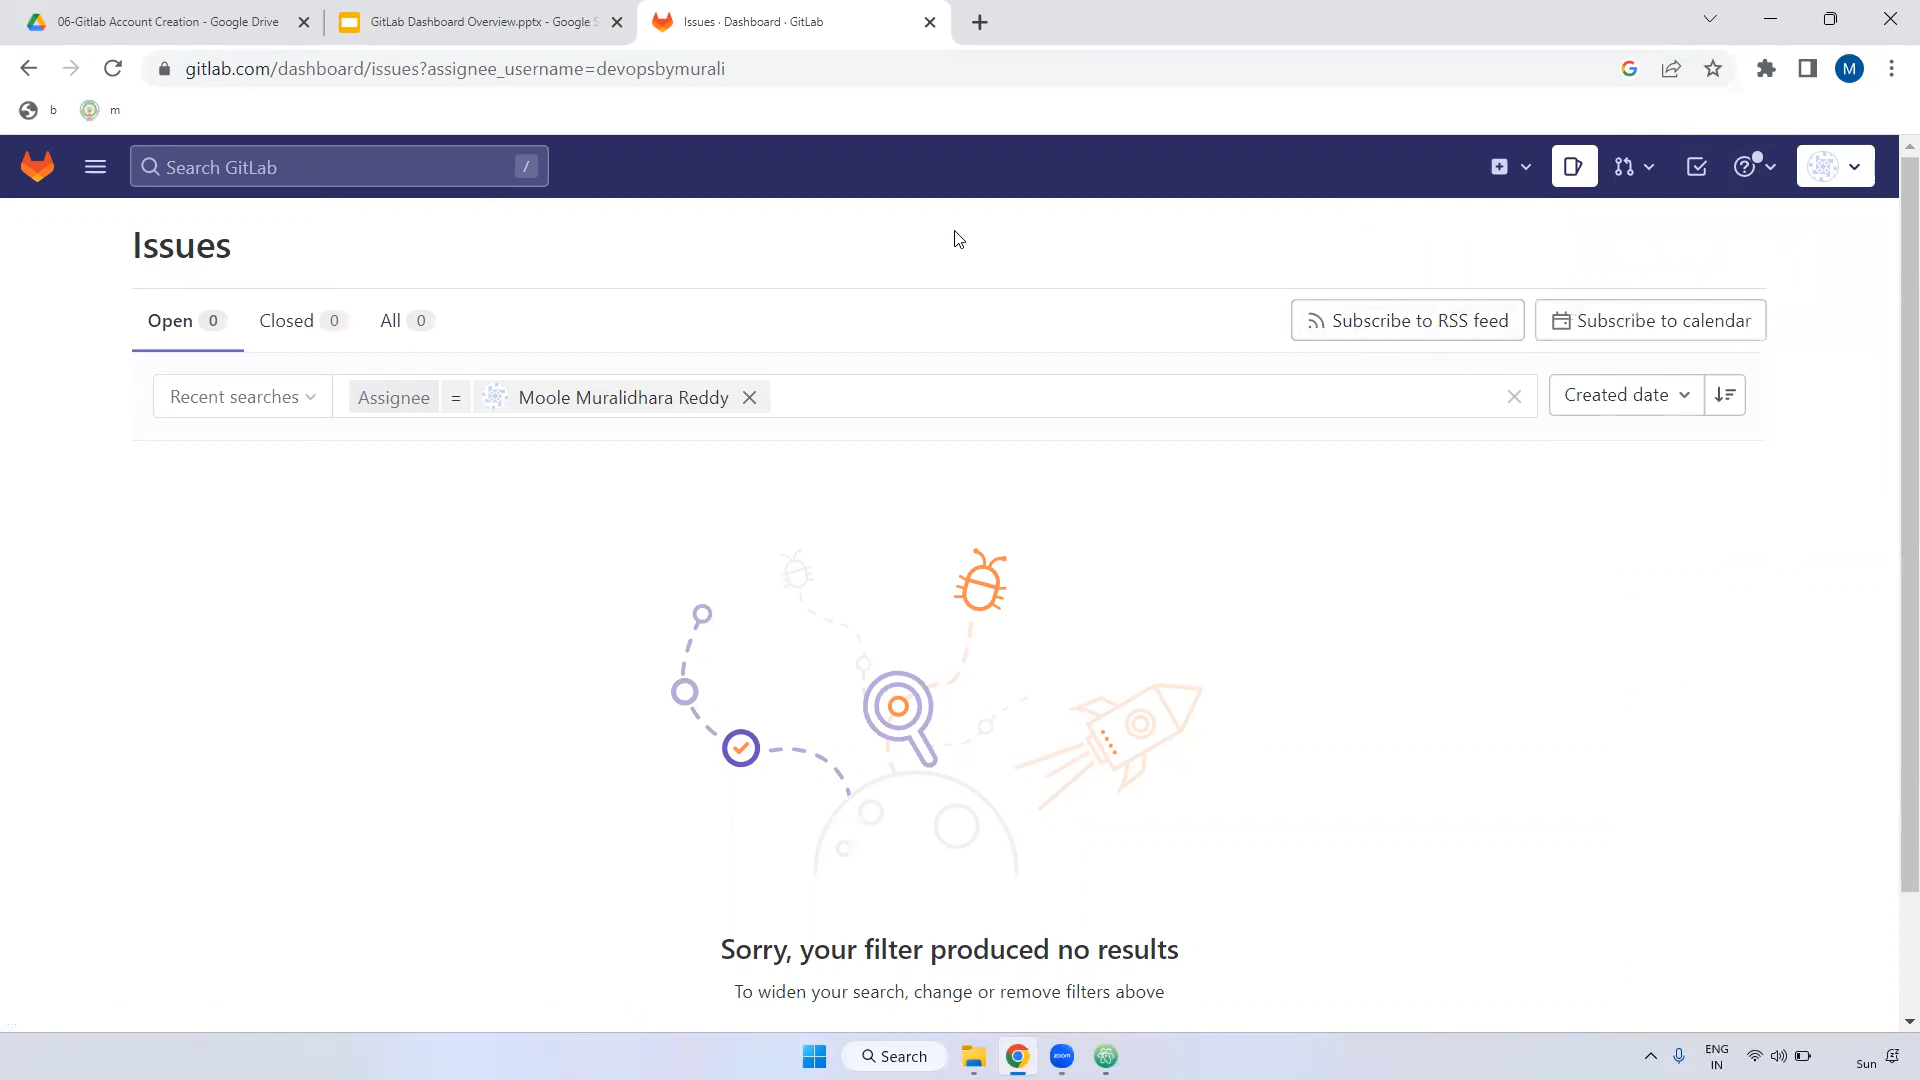 06-Gitlab Account Creation - Google Drive
GitLab Dashboard Overview.pptx - Google S
Issues · Dashboard · GitLab
gitlab.com/dashboard/issues?assignee_username=devopsbymurali
M
b
m
Search GitLab
/
Issues
Open 0
Closed 0
All 0
Subscribe to RSS feed
Subscribe to calendar
Recent searches
Assignee = Moole Muralidhara Reddy
Created date
Sorry, your filter produced no results
To widen your search, change or remove filters above
Search
zoom
ENG
IN
Sun